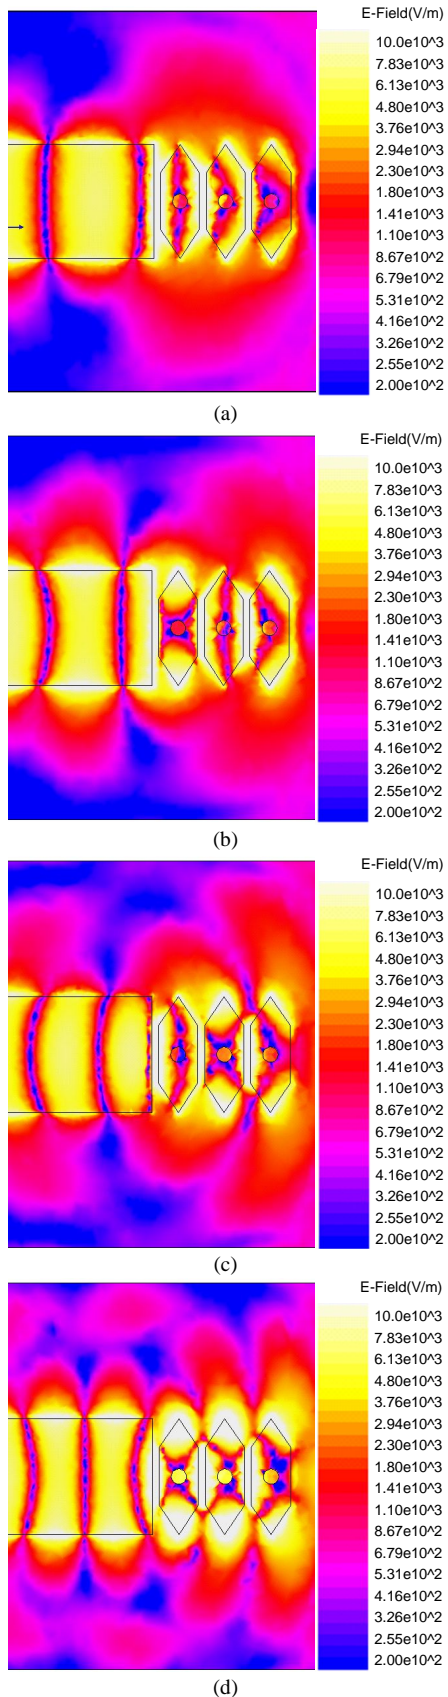 E-Field(V/m)
10.0e10^3
7.83e10^3
6.13e10^3
4.80e10^3
3.76e10^3
2.94e10^3
2.30e10^3
1.80e10^3
1.41e10^3
1.10e10^3
8.67e10^2
6.79e10^2
5.31e10^2
4.16e10^2
3.26e10^2
2.55e10^2
2.00e10^2
(a)
E-Field(V/m)
10.0e10^3
7.83e10^3
6.13e10^3
4.80e10^3
3.76e10^3
2.94e10^3
2.30e10^3
1.80e10^3
1.41e10^3
1.10e10^3
8.67e10^2
6.79e10^2
5.31e10^2
4.16e10^2
3.26e10^2
2.55e10^2
2.00e10^2
(b)
E-Field(V/m)
10.0e10^3
7.83e10^3
6.13e10^3
4.80e10^3
3.76e10^3
2.94e10^3
2.30e10^3
1.80e10^3
1.41e10^3
1.10e10^3
8.67e10^2
6.79e10^2
5.31e10^2
4.16e10^2
3.26e10^2
2.55e10^2
2.00e10^2
(c)
E-Field(V/m)
10.0e10^3
7.83e10^3
6.13e10^3
4.80e10^3
3.76e10^3
2.94e10^3
2.30e10^3
1.80e10^3
1.41e10^3
1.10e10^3
8.67e10^2
6.79e10^2
5.31e10^2
4.16e10^2
3.26e10^2
2.55e10^2
2.00e10^2
(d)